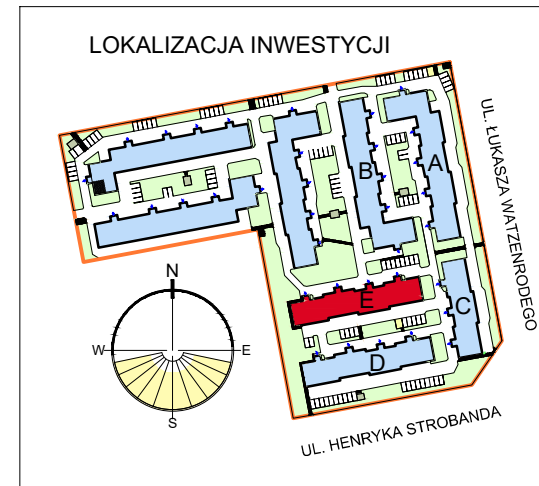 LOKALIZACJA INWESTYCJI
UL. ŁUKASZA WATZENRODEGO
A
B
E
C
D
N
W
E
S
UL. HENRYKA STROBANDA